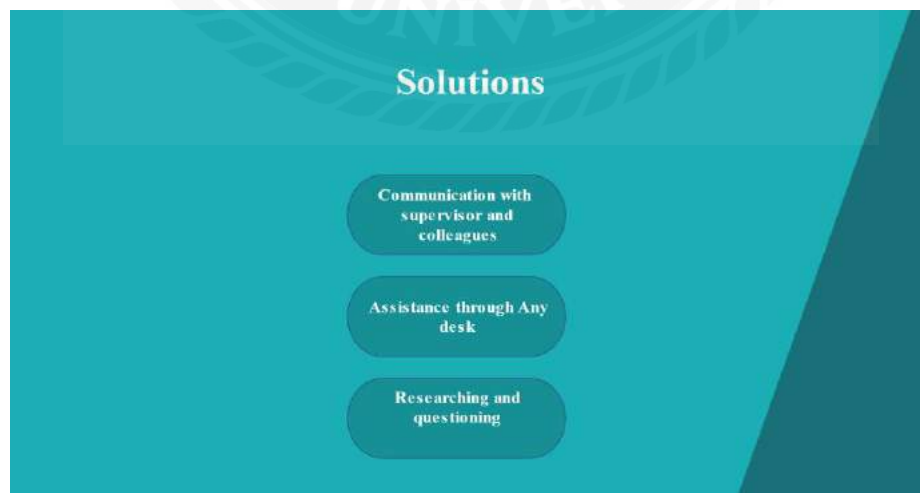 Solutions
Communication with
supervisor and
colleagues
Assistance through Any
desk
Researching and
questioning